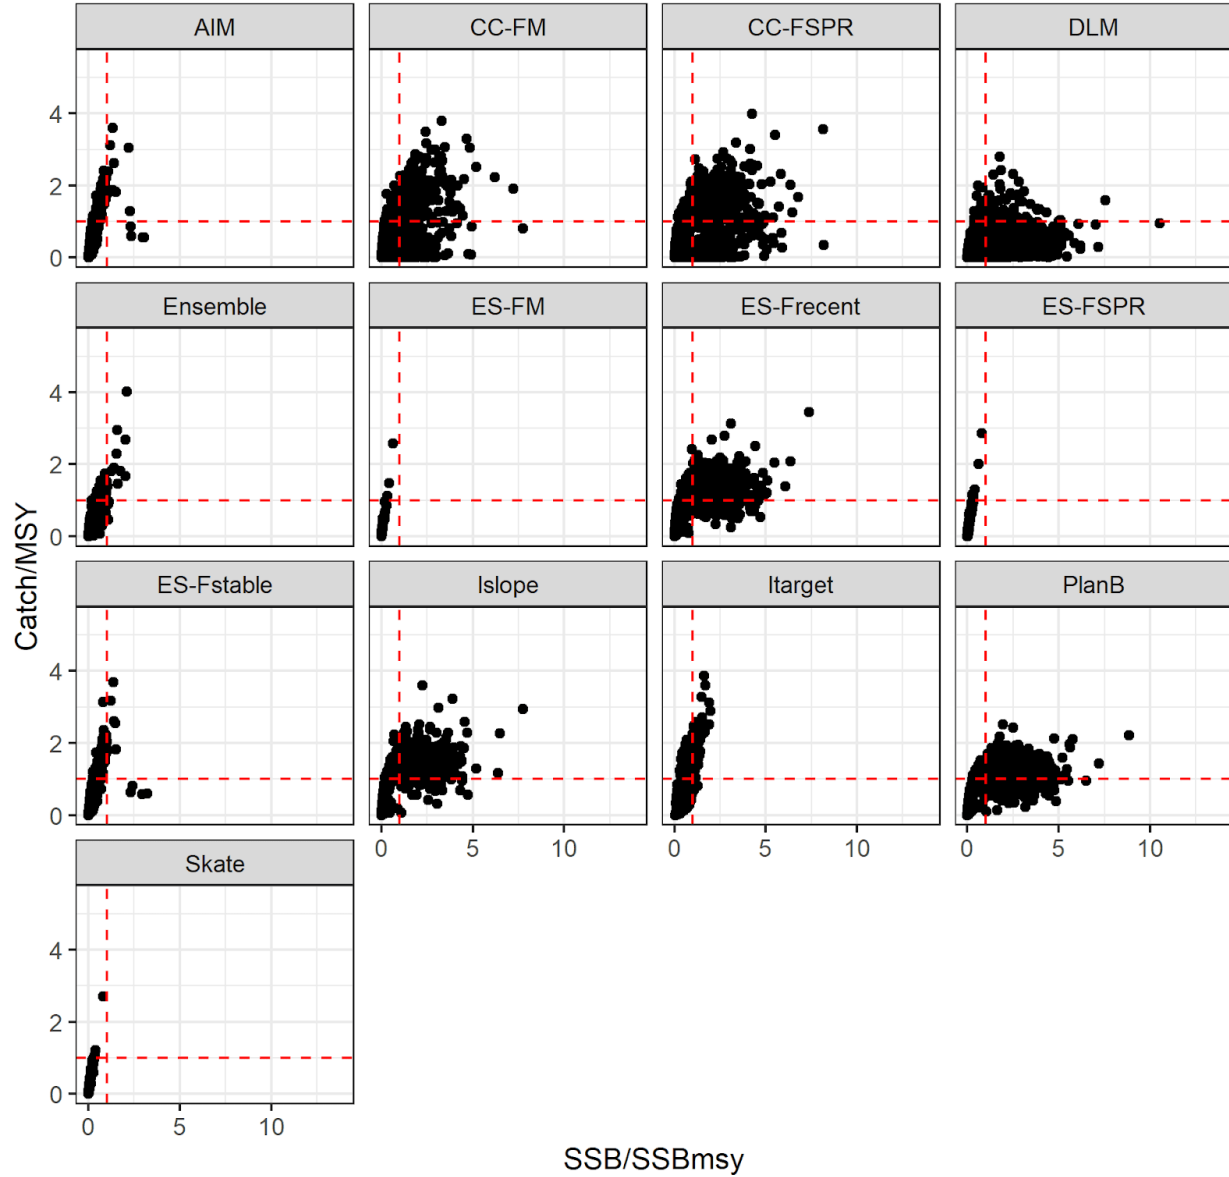 AIM CC-FM CC-FSPR DLM
4
2
0
Ensemble ES-FM ES-Frecent ES-FSPR
4
2
0
ES-Fstable Islope Itarget PlanB
4
2
0
0 5 10 0 5 10 0 5 10
Skate
4
2
0
0 5 10
Catch/MSY
SSB/SSBmsy